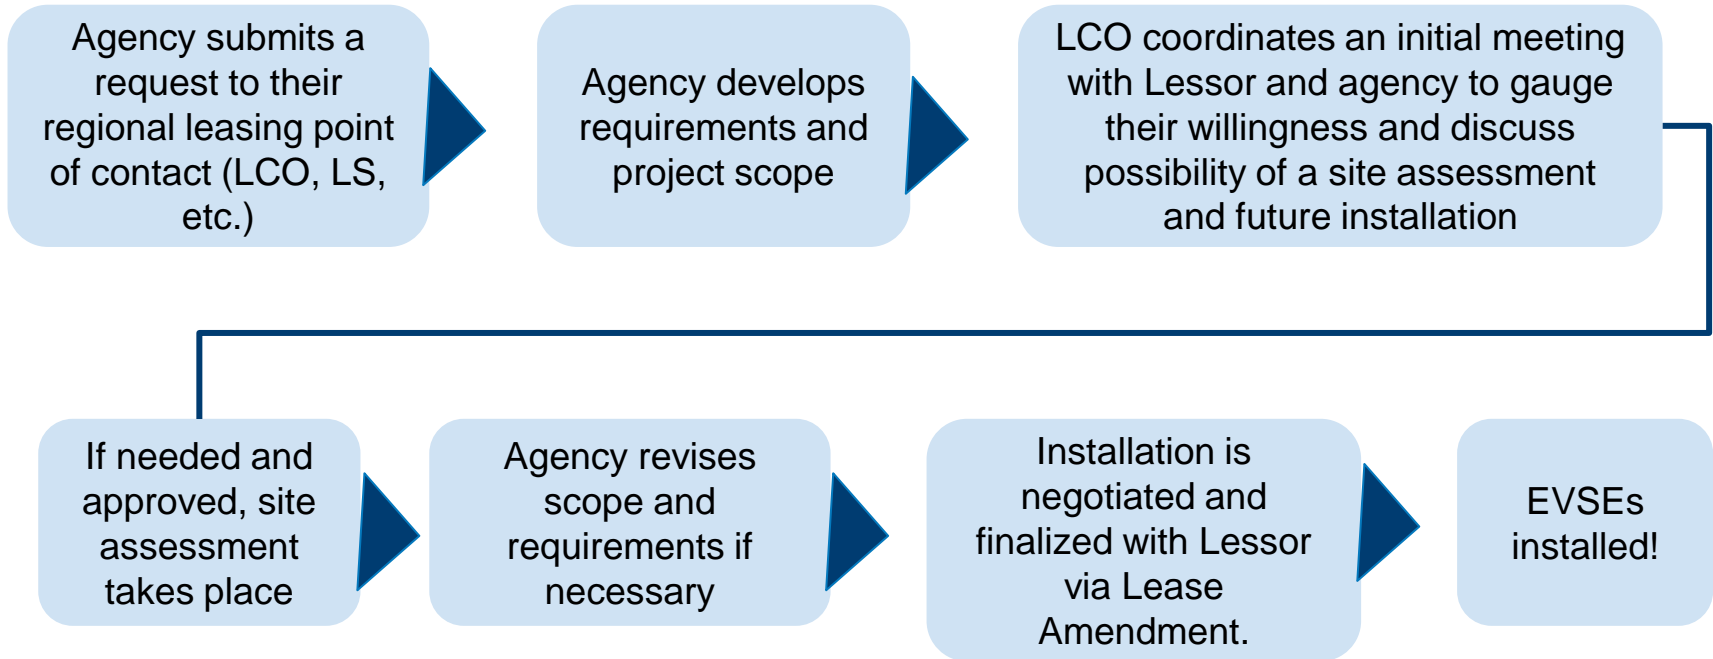 Agency submits a
request to their
regional leasing point
of contact (LCO, LS,
etc.)
Agency develops
requirements and
project scope
LCO coordinates an initial meeting
with Lessor and agency to gauge
their willingness and discuss
possibility of a site assessment
and future installation
If needed and
approved, site
assessment
takes place
Agency revises
scope and
requirements if
necessary
Installation is
negotiated and
finalized with Lessor
via Lease
Amendment.
EVSEs
installed!